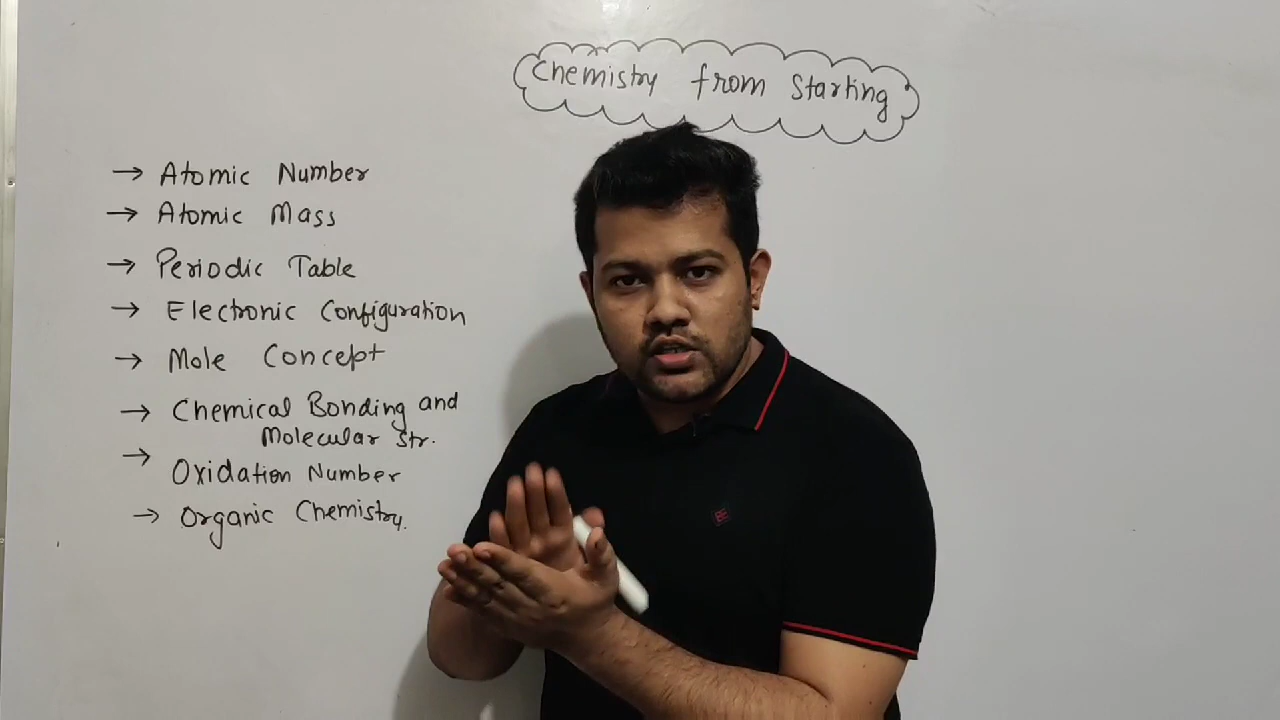 Chemistry from Starting
→ Atomic Number
→ Atomic Mass
→ Periodic Table
→ Electronic Configuration
→ Mole Concept
→ Chemical Bonding and
Molecular Str.
→ Oxidation Number
→ Organic Chemistry.